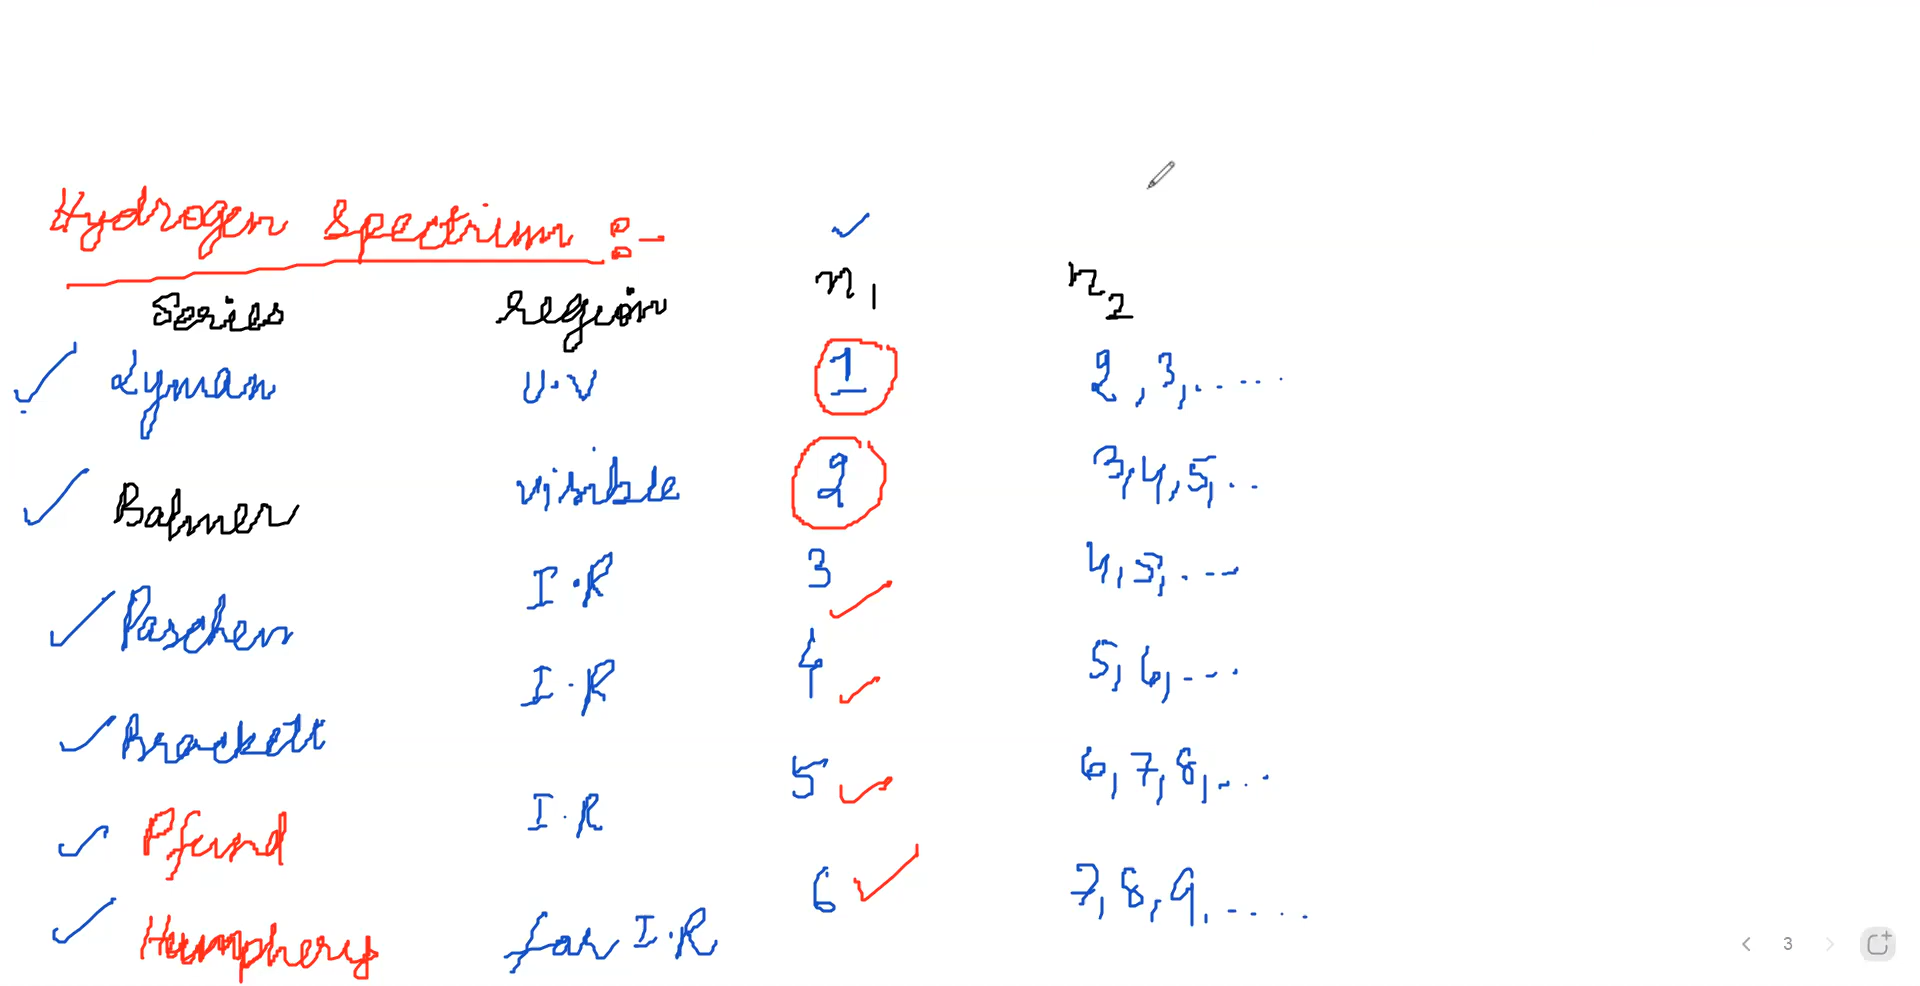 Hydrogen Spectrum :-
Series region n1 n2
Lyman U.V 1 2, 3, .....
Balmer visible 2 3, 4, 5, ..
Paschen I.R 3 4, 5, ...
Brackett I.R 4 5, 6, ...
Pfund I.R 5 6, 7, 8, ...
Humphery far I.R 6 7, 8, 9, ....
3